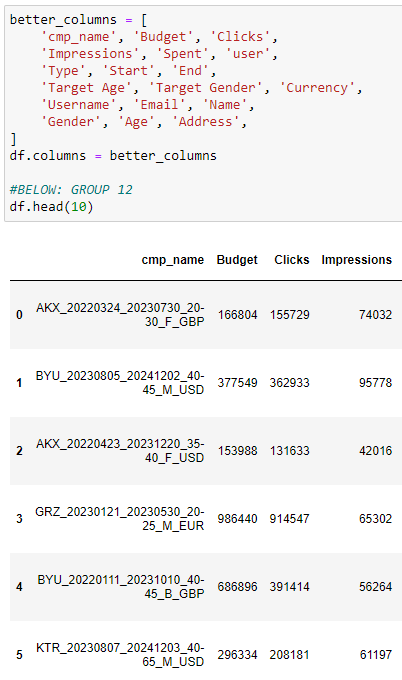 better_columns = [
    'cmp_name', 'Budget', 'Clicks',
    'Impressions', 'Spent', 'user',
    'Type', 'Start', 'End',
    'Target Age', 'Target Gender', 'Currency',
    'Username', 'Email', 'Name',
    'Gender', 'Age', 'Address',
]
df.columns = better_columns
#BELOW: GROUP 12
df.head(10)
cmp_name Budget Clicks Impressions
0 AKX_20220324_20230730_20- 166804 155729 74032
30_F_GBP
1 BYU_20230805_20241202_40- 377549 362933 95778
45_M_USD
2 AKX_20220423_20231220_35- 153988 131633 42016
40_F_USD
3 GRZ_20230121_20230530_20- 986440 914547 65302
25_M_EUR
4 BYU_20220111_20231010_40- 686896 391414 56264
45_B_GBP
5 KTR_20230807_20241203_40- 296334 208181 61197
65_M_USD